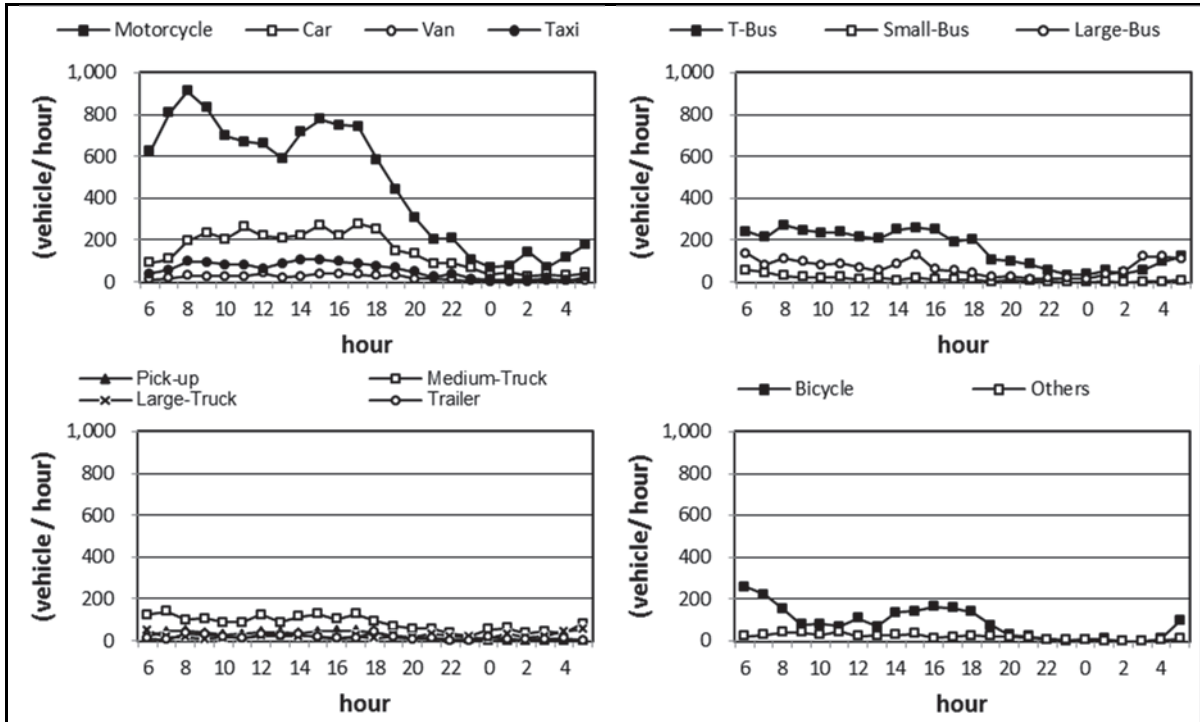 Motorcycle Car Van Taxi
(vehicle/ hour)
1,000
800
600
400
200
0
6 8 10 12 14 16 18 20 22 0 2 4
hour
T-Bus Small-Bus Large-Bus
(vehicle/ hour)
1,000
800
600
400
200
0
6 8 10 12 14 16 18 20 22 0 2 4
hour
Pick-up Medium-Truck
Large-Truck Trailer
(vehicle / hour)
1,000
800
600
400
200
0
6 8 10 12 14 16 18 20 22 0 2 4
hour
Bicycle Others
(vehicle / hour)
1,000
800
600
400
200
0
6 8 10 12 14 16 18 20 22 0 2 4
hour